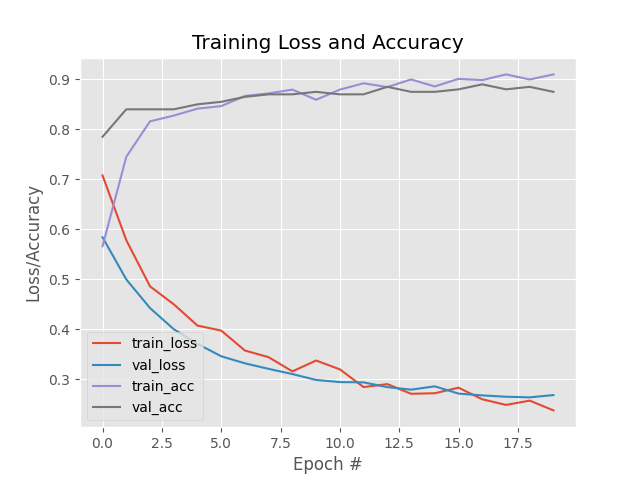 Training Loss and Accuracy
Loss/Accuracy
0.9
0.8
0.7
0.6
0.5
0.4
0.3
train_loss
val_loss
train_acc
val_acc
0.0 2.5 5.0 7.5 10.0 12.5 15.0 17.5
Epoch #